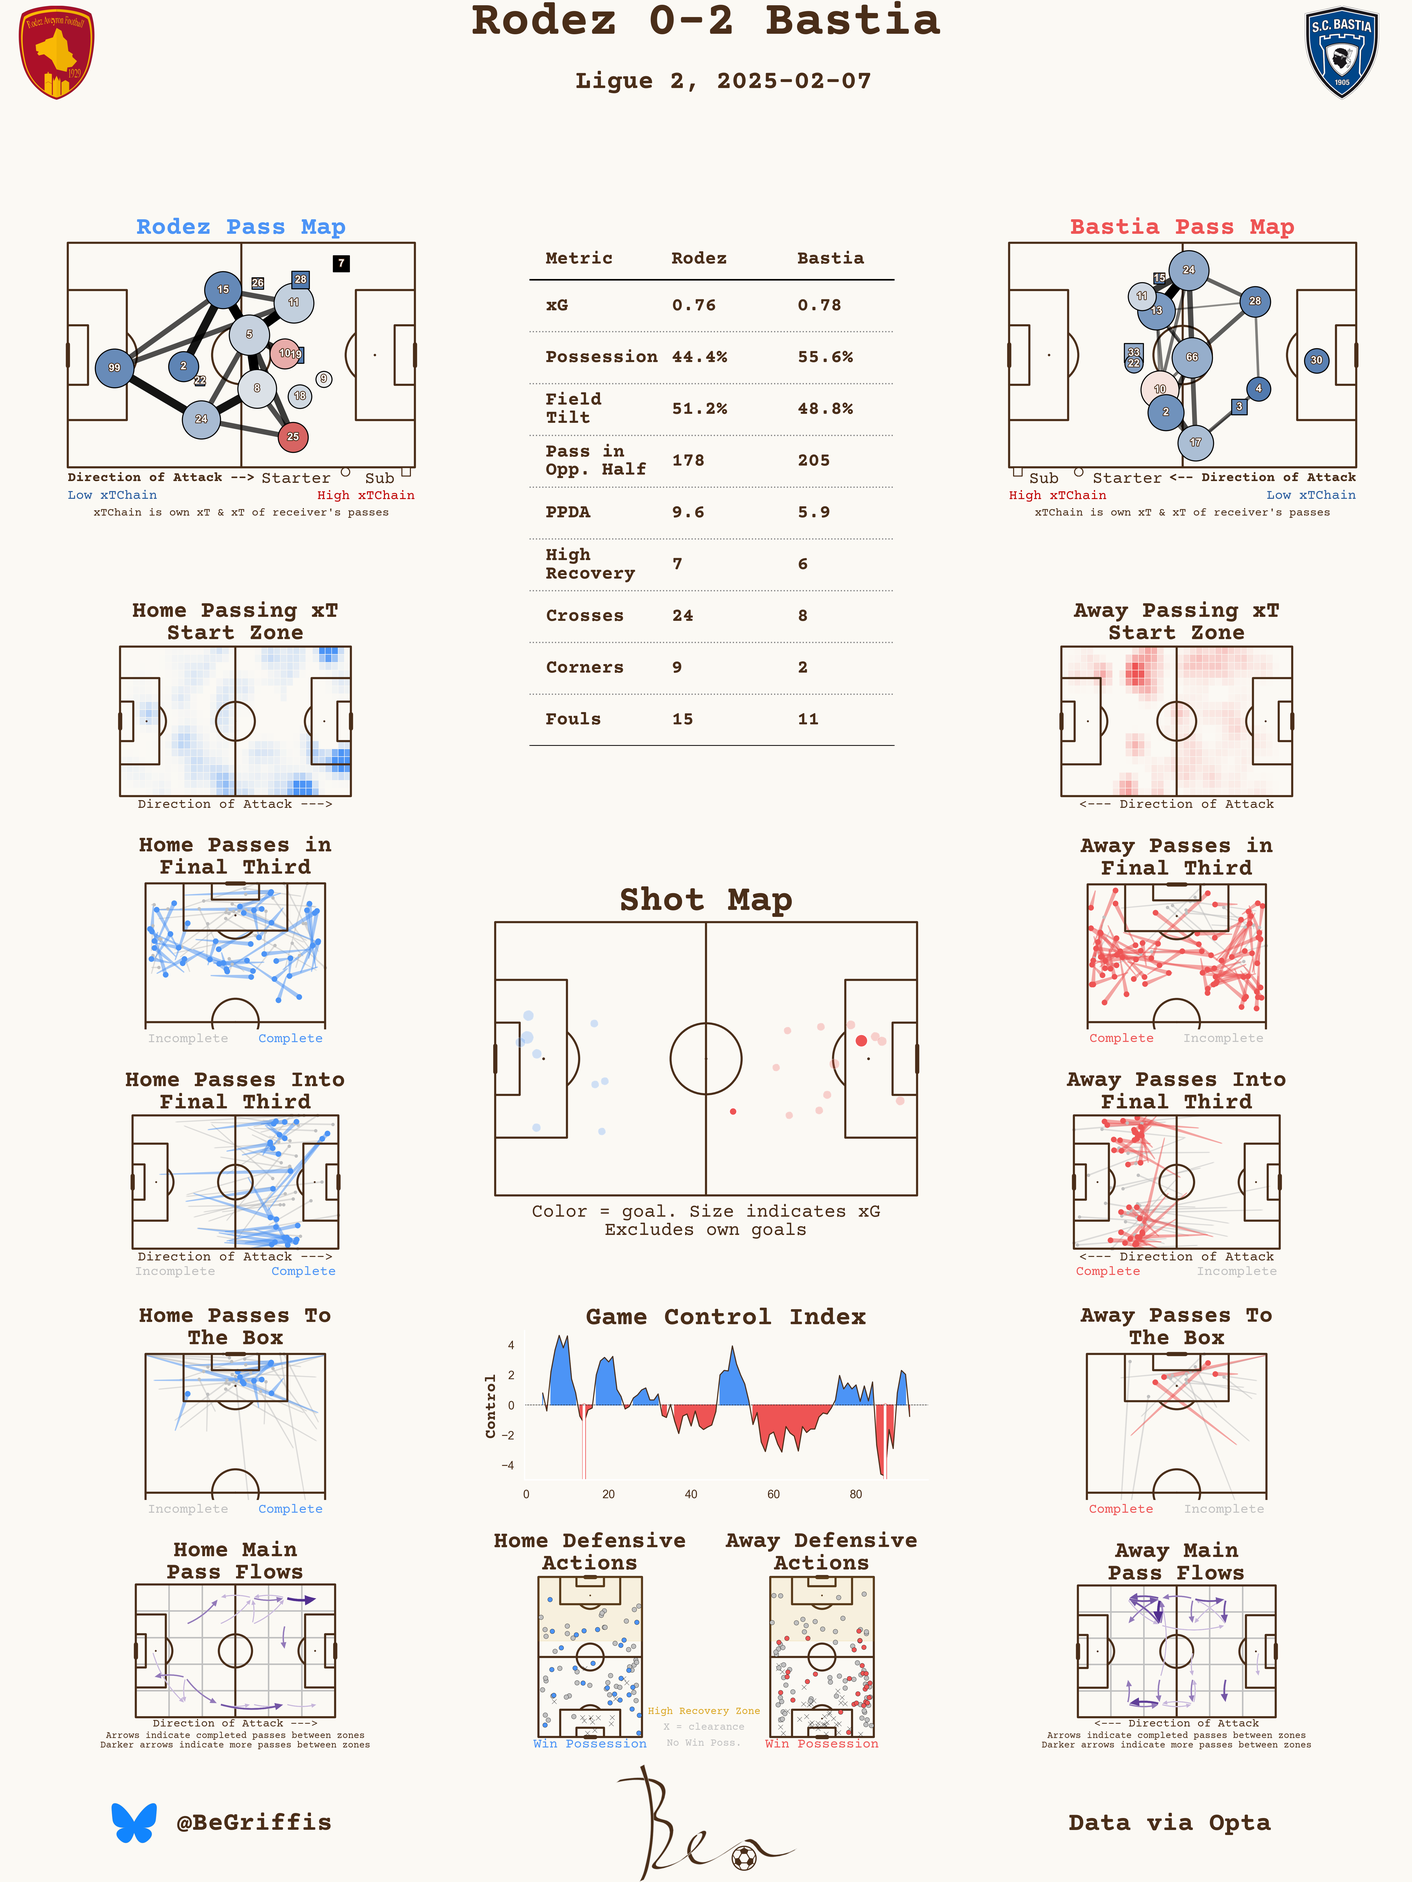 Rodez 0-2 Bastia
Ligue 2, 2025-02-07
Rodez Aveyron Football
1929
S.C. BASTIA
1905
Rodez Pass Map
7
26
28
15
11
5
10
19
99
2
22
9
8
18
24
25
Direction of Attack --> Starter Sub
Low xTChain High xTChain
xTChain is own xT & xT of receiver's passes
Metric Rodez Bastia
xG 0.76 0.78
Possession 44.4% 55.6%
Field
Tilt 51.2% 48.8%
Pass in
Opp. Half 178 205
PPDA 9.6 5.9
High
Recovery 7 6
Crosses 24 8
Corners 9 2
Fouls 15 11
Bastia Pass Map
24
15
11
28
13
33
22
66
30
10
4
2
3
17
Sub Starter <-- Direction of Attack
High xTChain Low xTChain
xTChain is own xT & xT of receiver's passes
Home Passing xT
Start Zone
Direction of Attack --->
Away Passing xT
Start Zone
<--- Direction of Attack
Home Passes in
Final Third
Incomplete Complete
Away Passes in
Final Third
Complete Incomplete
Shot Map
Color = goal. Size indicates xG
Excludes own goals
Home Passes Into
Final Third
Direction of Attack --->
Incomplete Complete
Away Passes Into
Final Third
<--- Direction of Attack
Complete Incomplete
Home Passes To
The Box
Incomplete Complete
Game Control Index
Control
4
2
0
−2
−4
0 20 40 60 80
Away Passes To
The Box
Complete Incomplete
Home Main
Pass Flows
Direction of Attack --->
Arrows indicate completed passes between zones
Darker arrows indicate more passes between zones
Home Defensive
Actions
Win Possession
Away Defensive
Actions
Win Possession
High Recovery Zone
X = clearance
No Win Poss.
Away Main
Pass Flows
<--- Direction of Attack
Arrows indicate completed passes between zones
Darker arrows indicate more passes between zones
@BeGriffis
Ben
Data via Opta